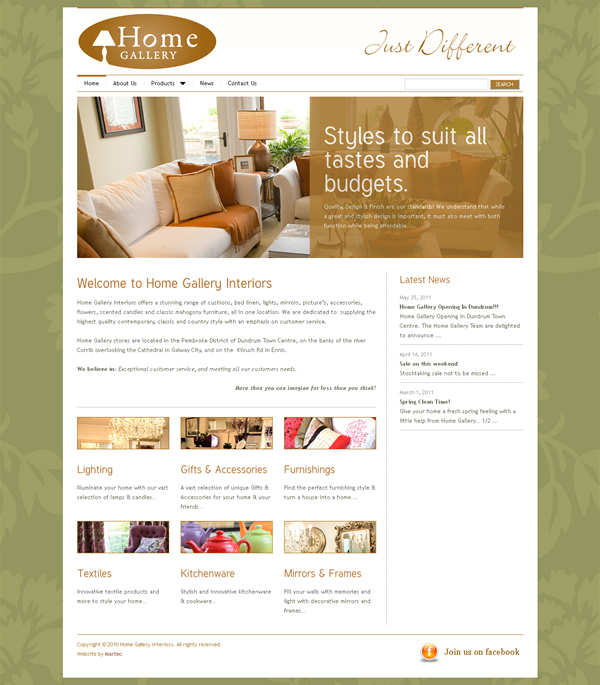 Home
GALLERY
Just Different
Home About Us Products News Contact Us SEARCH
Styles to suit all
tastes and
budgets.
Quality, Design & Finish are our standards! We understand that while
a great and stylish design is important, it must also meet with both
function while being affordable. ...
Welcome to Home Gallery Interiors
Home Gallery Interiors offers a stunning range of cushions, bed linen, lights, mirrors, picture's, accessories,
flowers, scented candles and classic mahogony furniture, all in one location. We are dedicated to supplying the
highest quality contemporary, classic and country style with an emphasis on customer service.
Home Gallery stores are located in the Pembroke District of Dundrum Town Centre, on the banks of the river
Corrib overlooking the Cathedral in Galway City, and on the Kilrush Rd in Ennis.
We believe in: Exceptional customer service, and meeting all our customers needs.
More than you can imagine for less than you think!
Lighting
Illuminate your home with our vast
selection of lamps & candles...
Gifts & Accessories
A vast selection of unique Gifts &
Accessories for your home & your
friends...
Furnishings
Find the perfect furnishing style &
turn a house into a home....
Textiles
Innovative textile products and
more to style your home...
Kitchenware
Stylish and innovative kitchenware
& cookware...
Mirrors & Frames
Fill your walls with memories and
light with decorative mirrors and
frames...
Latest News
May 25, 2011
Home Gallery Opening In Dundrum!!!
Home Gallery Opening in Dundrum Town
Centre. The Home Gallery Team are delighted
to announce ...
April 14, 2011
Sale on this weekend
Stocktaking sale not to be missed ...
March 1, 2011
Spring Clean Time!
Give your home a fresh spring feeling with a
little help from Home Gallery... 1/2 ...
Copyright © 2010 Home Gallery Interiors. All rights reserved.
Website by Martec
Join us on facebook